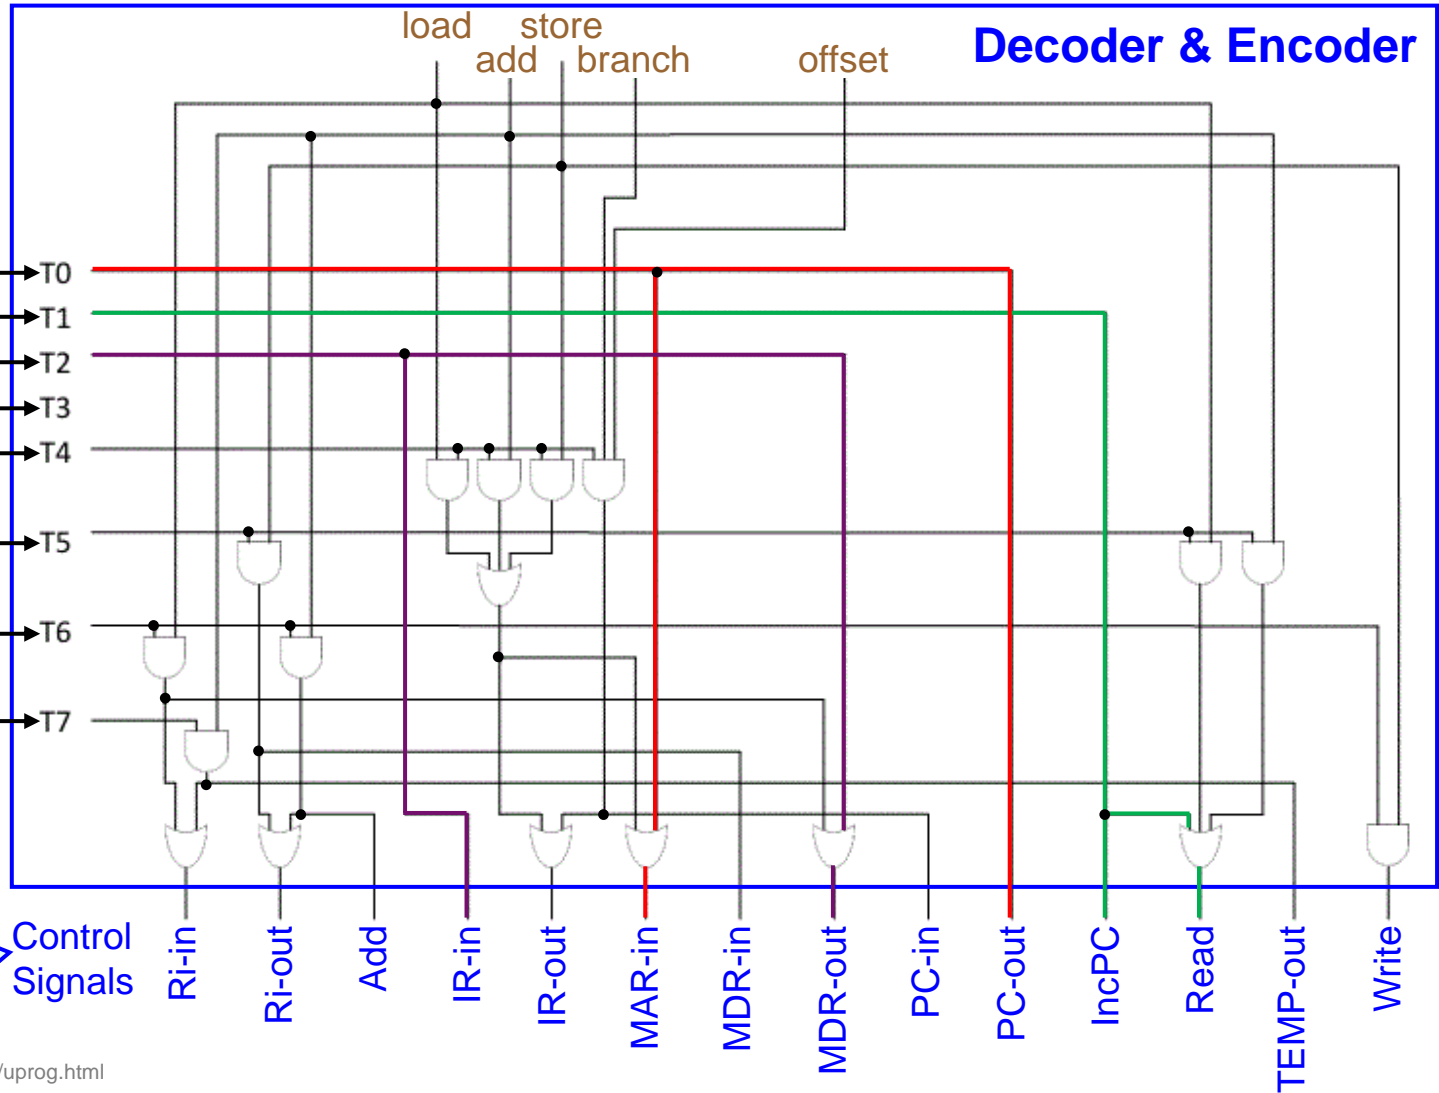 load store
add branch offset
Decoder & Encoder
T0
T1
T2
T3
T4
T5
T6
T7
Control
Signals
Ri-in
Ri-out
Add
IR-in
IR-out
MAR-in
MDR-in
MDR-out
PC-in
PC-out
IncPC
Read
TEMP-out
Write
/uprog.html